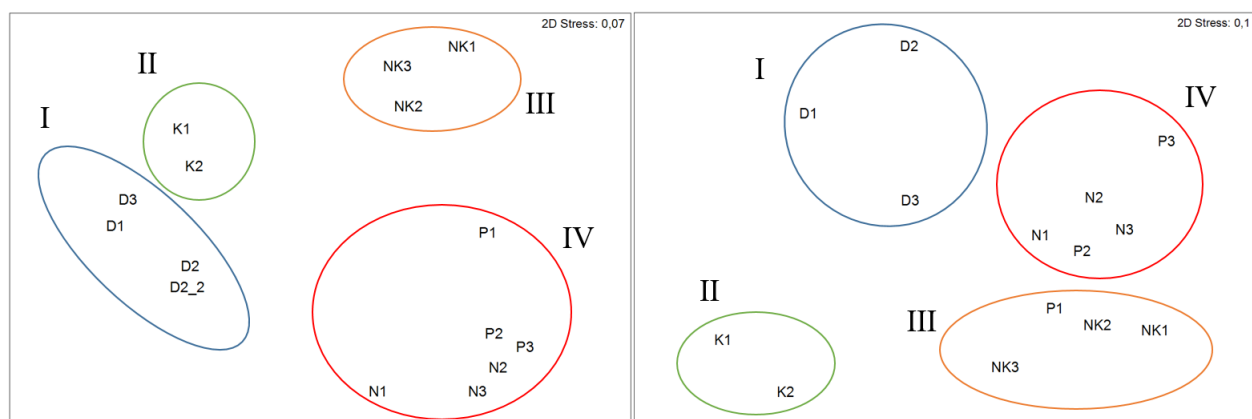 2D Stress: 0,07
NK1
II
NK3
NK2
III
I
K1
K2
D3
D1
IV
P1
D2
D2_2
P2
P3
N2
N1
N3
2D Stress: 0,1
D2
I
IV
D1
P3
N2
D3
N1
N3
P2
II
P1
III
NK2
NK1
K1
NK3
K2